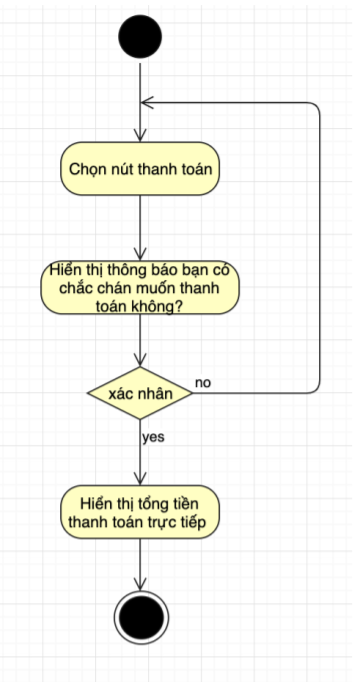 Chọn nút thanh toán
Hiển thị thông báo bạn có
chắc chán muốn thanh
toán không?
xác nhân
no
yes
Hiển thị tổng tiền
thanh toán trực tiếp